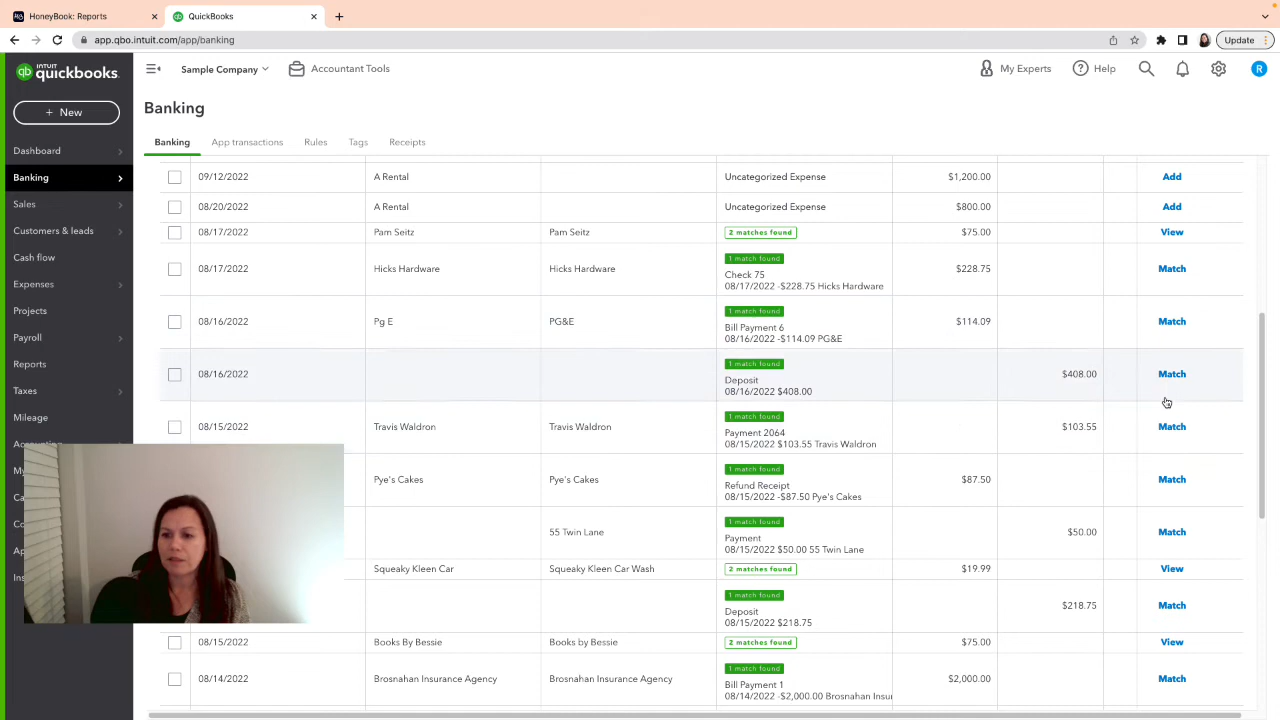 HoneyBook: Reports
QuickBooks
app.qbo.intuit.com/app/banking
Update
INTUIT
quickbooks.
Sample Company
Accountant Tools
My Experts
Help
R
+ New
Dashboard
Banking
Sales
Customers & leads
Cash flow
Expenses
Projects
Payroll
Reports
Taxes
Mileage
Banking
Banking
App transactions
Rules
Tags
Receipts
09/12/2022 A Rental Uncategorized Expense $1,200.00 Add
08/20/2022 A Rental Uncategorized Expense $800.00 Add
08/17/2022 Pam Seitz Pam Seitz 2 matches found $75.00 View
1 match found
08/17/2022 Hicks Hardware Hicks Hardware Check 75 $228.75 Match
08/17/2022 -$228.75 Hicks Hardware
1 match found
08/16/2022 Pg E PG&E Bill Payment 6 $114.09 Match
08/16/2022 -$114.09 PG&E
1 match found
08/16/2022 Deposit $408.00 Match
08/16/2022 $408.00
1 match found
08/15/2022 Travis Waldron Travis Waldron Payment 2064 $103.55 Match
08/15/2022 $103.55 Travis Waldron
1 match found
Pye's Cakes Pye's Cakes Refund Receipt $87.50 Match
08/15/2022 -$87.50 Pye's Cakes
1 match found
55 Twin Lane Payment $50.00 Match
08/15/2022 $50.00 55 Twin Lane
Squeaky Kleen Car Squeaky Kleen Car Wash 2 matches found $19.99 View
1 match found
Deposit $218.75 Match
08/15/2022 $218.75
08/15/2022 Books By Bessie Books by Bessie 2 matches found $75.00 View
1 match found
08/14/2022 Brosnahan Insurance Agency Brosnahan Insurance Agency Bill Payment 1 $2,000.00 Match
08/14/2022 -$2,000.00 Brosnahan Insu